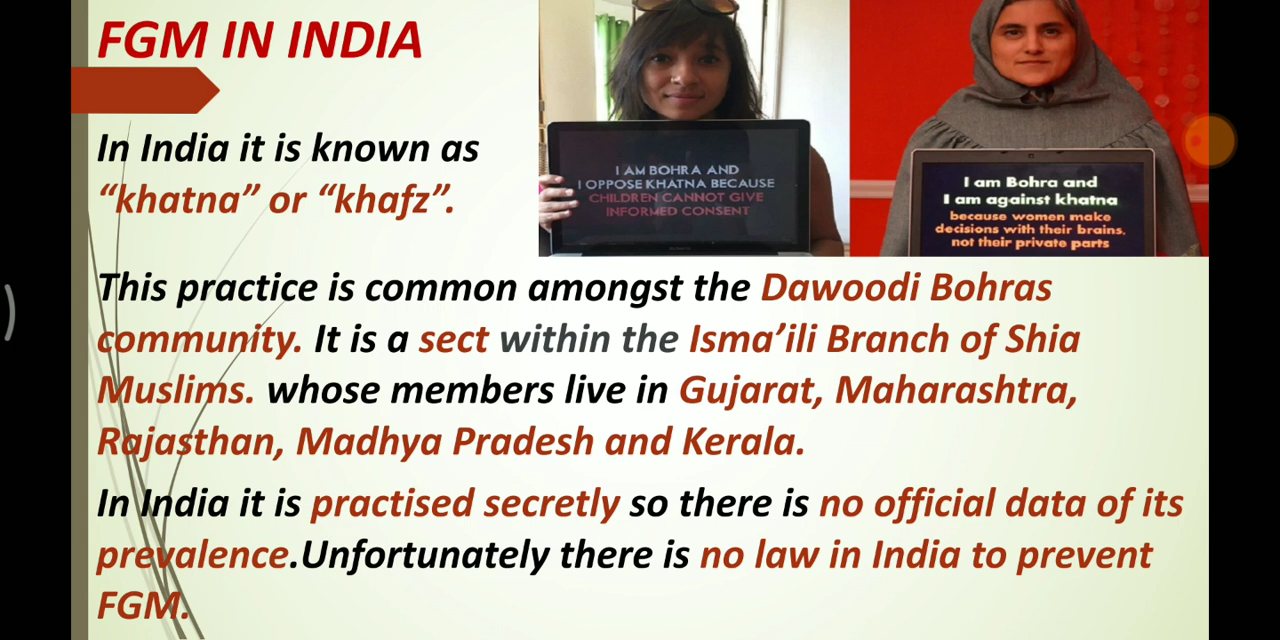 FGM IN INDIA
In India it is known as
“khatna” or “khafz”.
I AM BOHRA AND
I OPPOSE KHATNA BECAUSE
CHILDREN CANNOT GIVE
INFORMED CONSENT
I am Bohra and
I am against khatna
because women make
decisions with their brains.
not their private parts
This practice is common amongst the Dawoodi Bohras
community. It is a sect within the Isma’ili Branch of Shia
Muslims. whose members live in Gujarat, Maharashtra,
Rajasthan, Madhya Pradesh and Kerala.
In India it is practised secretly so there is no official data of its
prevalence.Unfortunately there is no law in India to prevent
FGM.